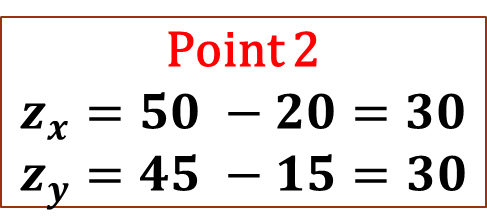 Point 2
z_x = 50 − 20 = 30
z_y = 45 − 15 = 30